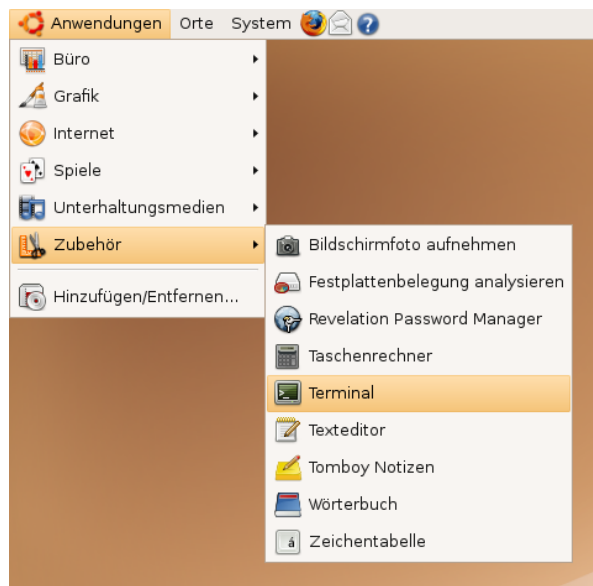 Anwendungen Orte System
Büro
Grafik
Internet
Spiele
Unterhaltungsmedien
Zubehör
Hinzufügen/Entfernen...
Bildschirmfoto aufnehmen
Festplattenbelegung analysieren
Revelation Password Manager
Taschenrechner
Terminal
Texteditor
Tomboy Notizen
Wörterbuch
á Zeichentabelle